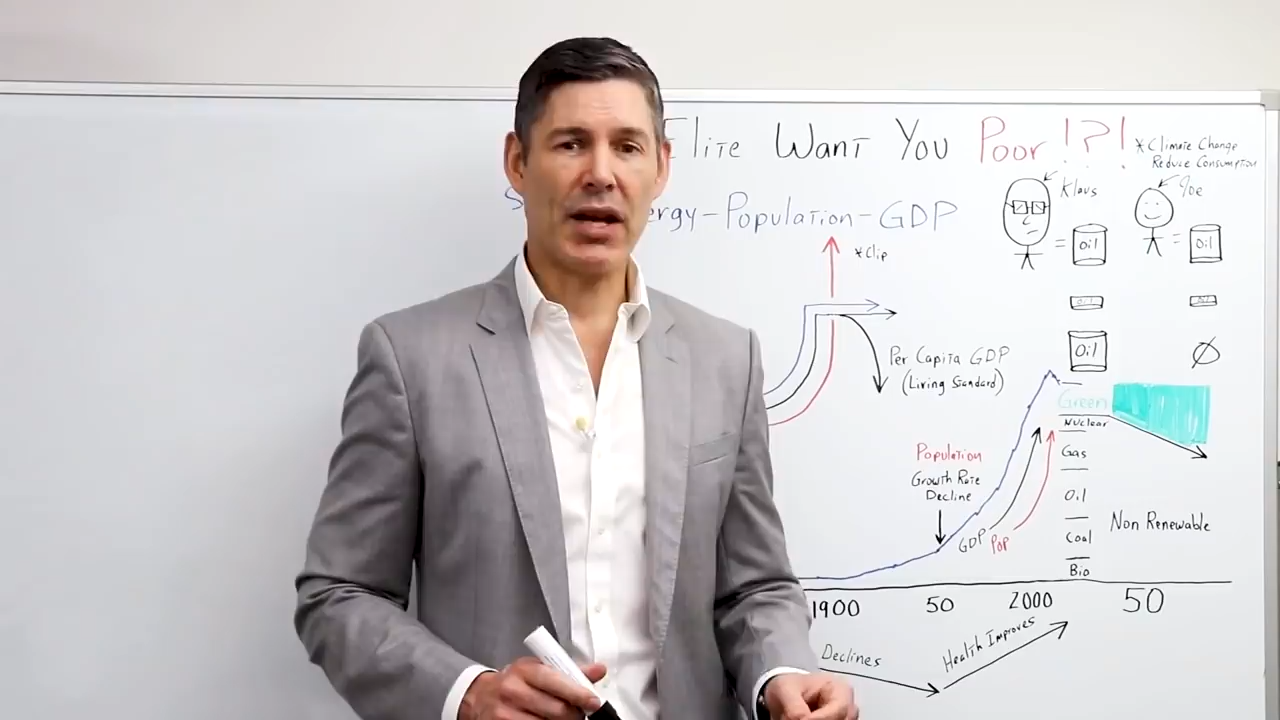 Elite Want You Poor!?!
*Climate Change
Reduce Consumption
Klaus
Joe
ergy-Population-GDP
= Oil
= Oil
*Clip
Oil
Oil
Oil
Ø
Per Capita GDP
(Living Standard)
Green
Nuclear
Population
Growth Rate
Decline
Gas
Oil
Non Renewable
GDP
Pop
Coal
Bio
1900 50 2000 50
Declines
Health Improves